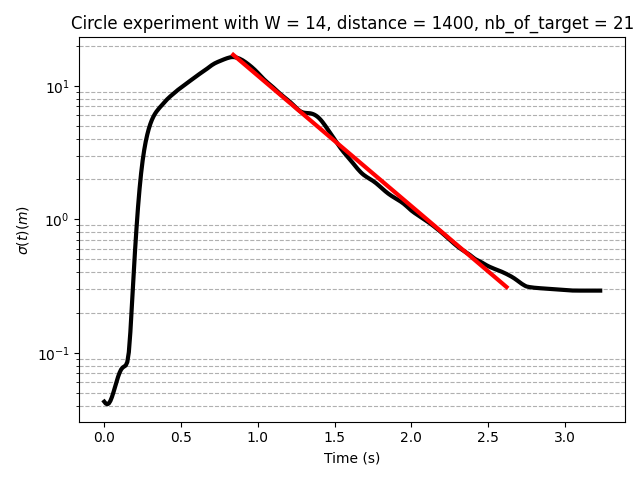 Circle experiment with W = 14, distance = 1400, nb_of_target = 21
σ(t)(m)
10¹
10⁰
10⁻¹
0.0 0.5 1.0 1.5 2.0 2.5 3.0
Time (s)